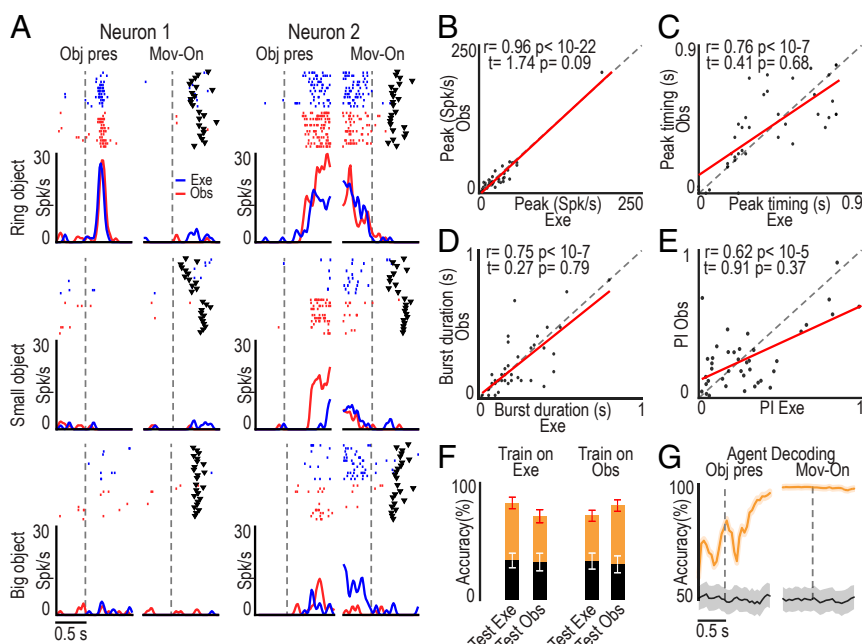 A
Neuron 1
Neuron 2
Obj pres
Mov-On
Obj pres
Mov-On
Ring object
Spk/s
30
0
Exe
Obs
30
0
Small object
Spk/s
30
0
30
0
Big object
Spk/s
30
0
30
0
0.5 s
B
250
r= 0.96 p< 10-22
t= 1.74 p= 0.09
Peak (Spk/s)
Obs
0
0
Peak (Spk/s)
250
Exe
C
0.9
r= 0.76 p< 10-7
t= 0.41 p= 0.68
Peak timing (s)
Obs
0
0
Peak timing (s)
0.9
Exe
D
1
r= 0.75 p< 10-7
t= 0.27 p= 0.79
Burst duration (s)
Obs
0
0
Burst duration (s)
1
Exe
E
1
r= 0.62 p< 10-5
t= 0.91 p= 0.37
PI Obs
0
0
PI Exe
1
F
Train on
Exe
Train on
Obs
100
Accuracy(%)
0
Test Exe
Test Obs
Test Exe
Test Obs
G
Agent Decoding
Obj pres
Mov-On
100
Accuracy(%)
50
0.5 s